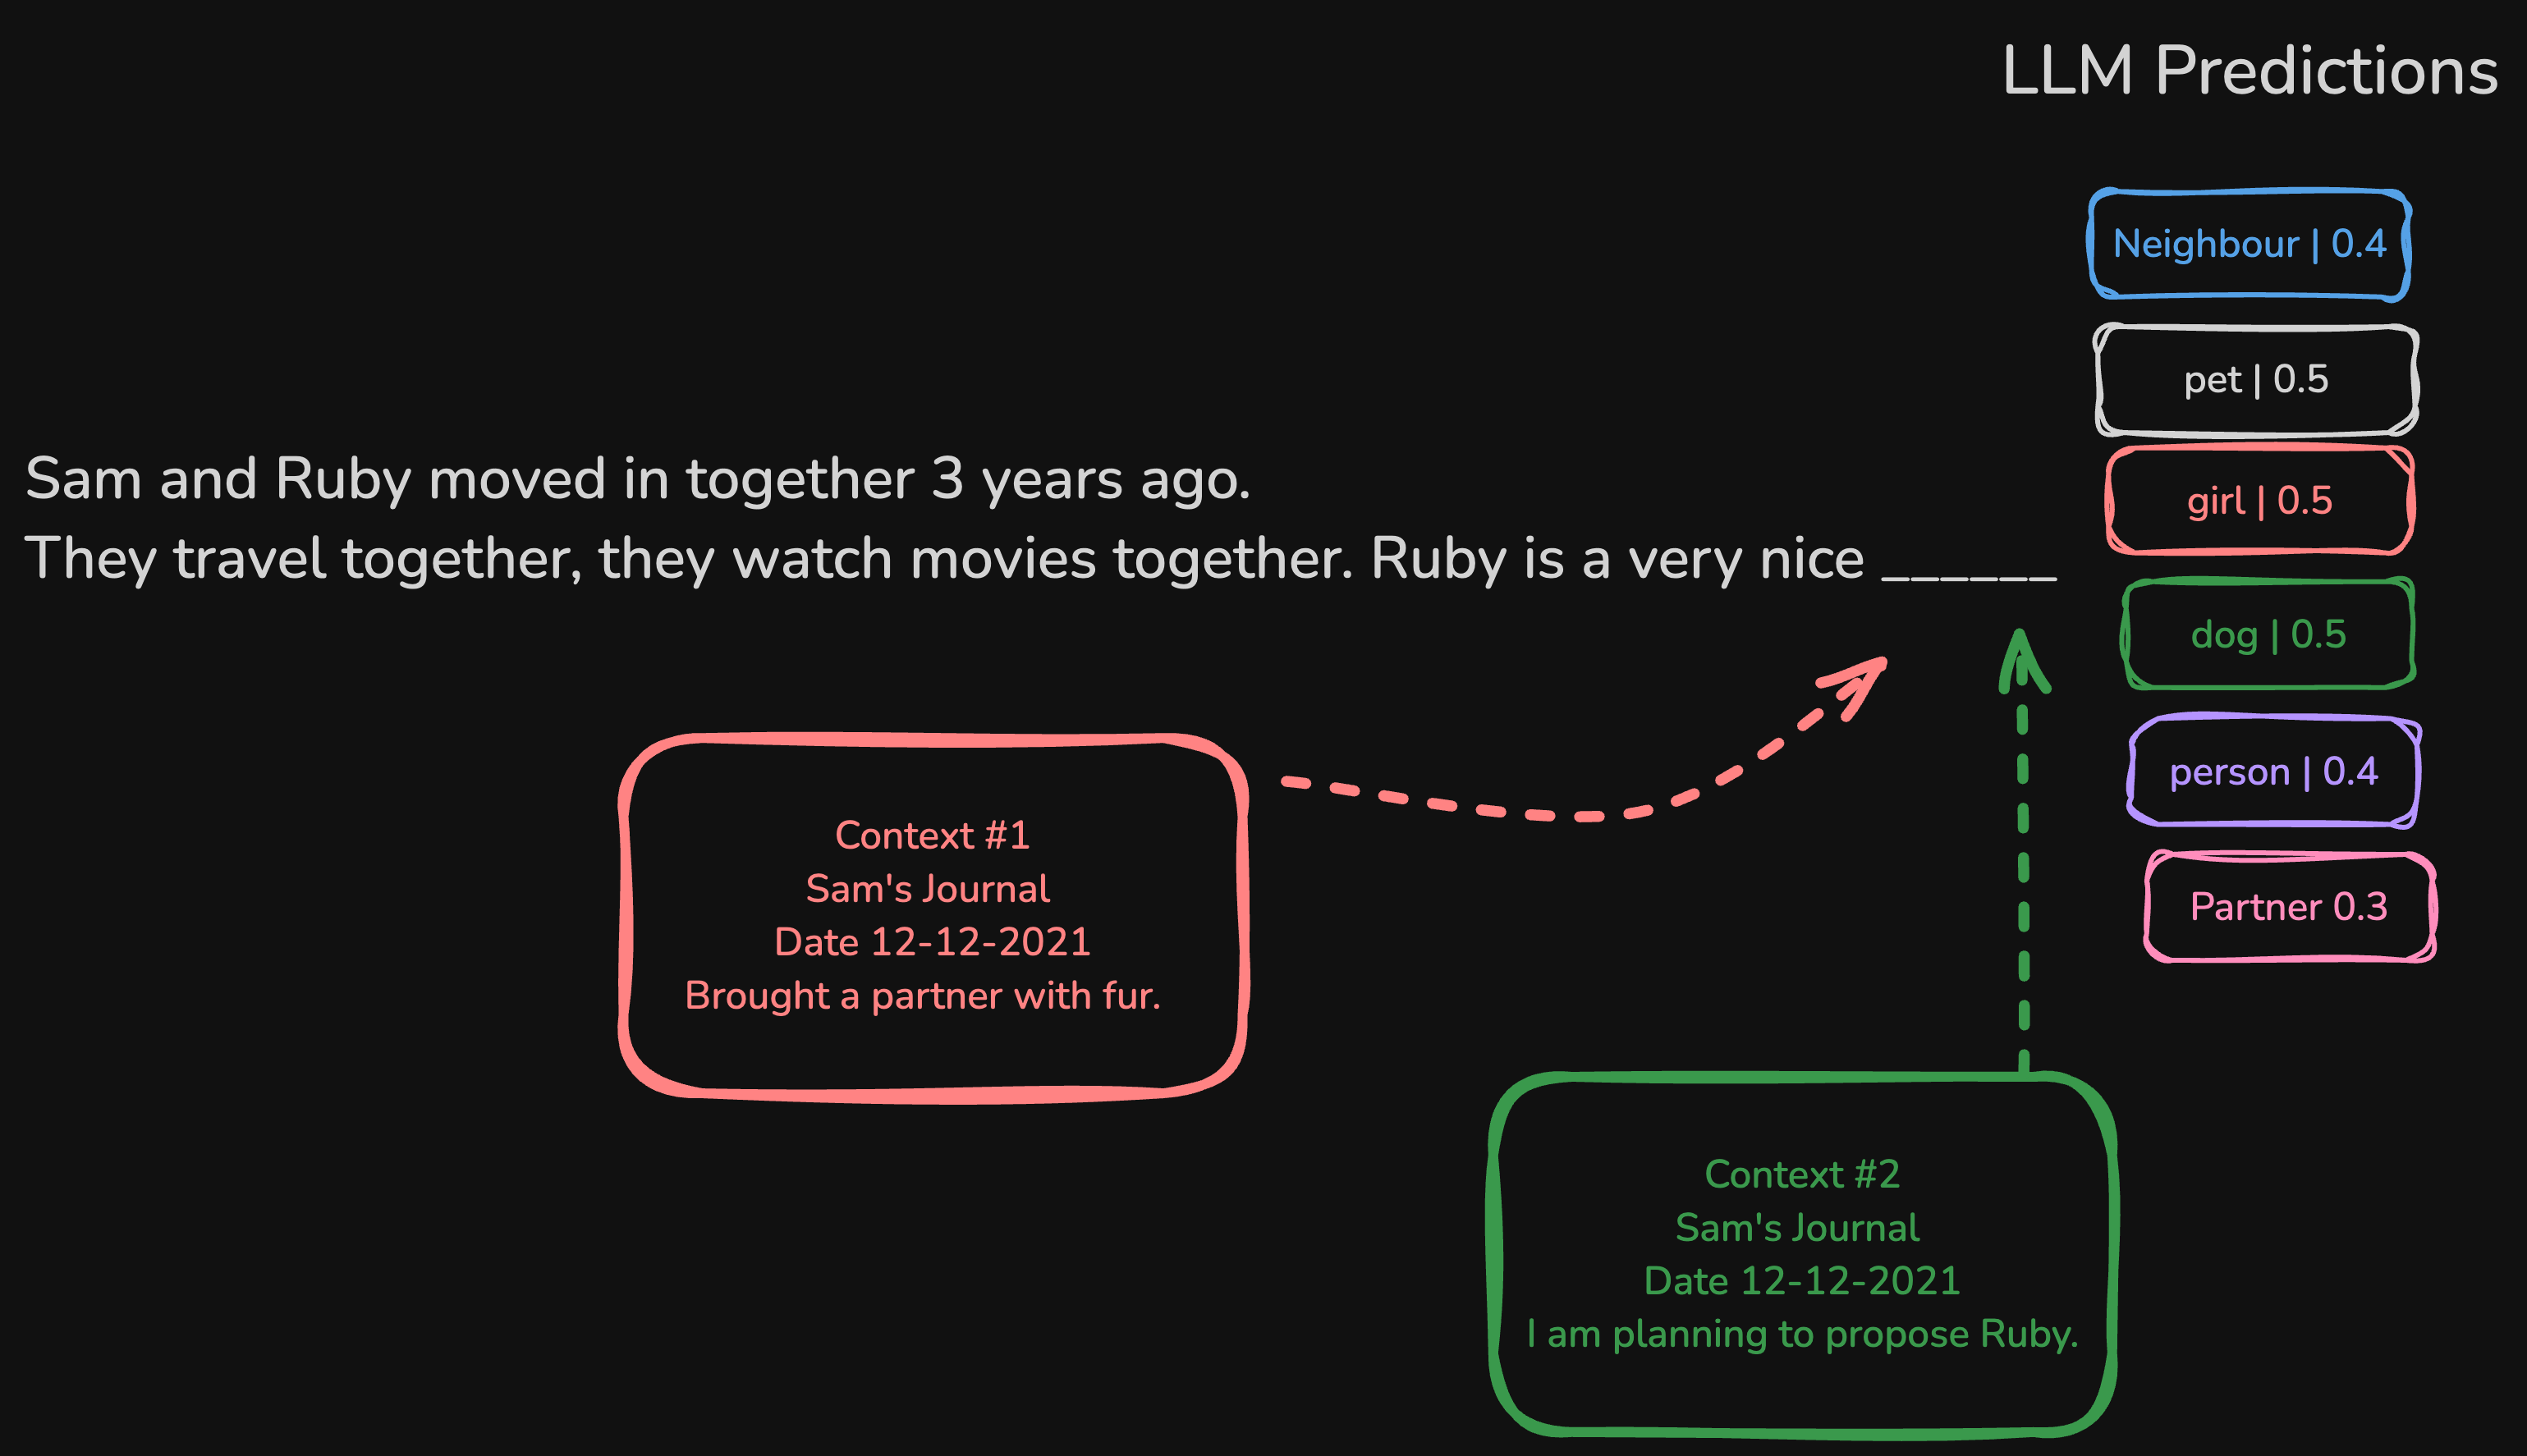 LLM Predictions
Neighbour | 0.4
pet | 0.5
girl | 0.5
dog | 0.5
person | 0.4
Partner 0.3
Sam and Ruby moved in together 3 years ago.
They travel together, they watch movies together. Ruby is a very nice ______
Context #1
Sam's Journal
Date 12-12-2021
Brought a partner with fur.
Context #2
Sam's Journal
Date 12-12-2021
I am planning to propose Ruby.